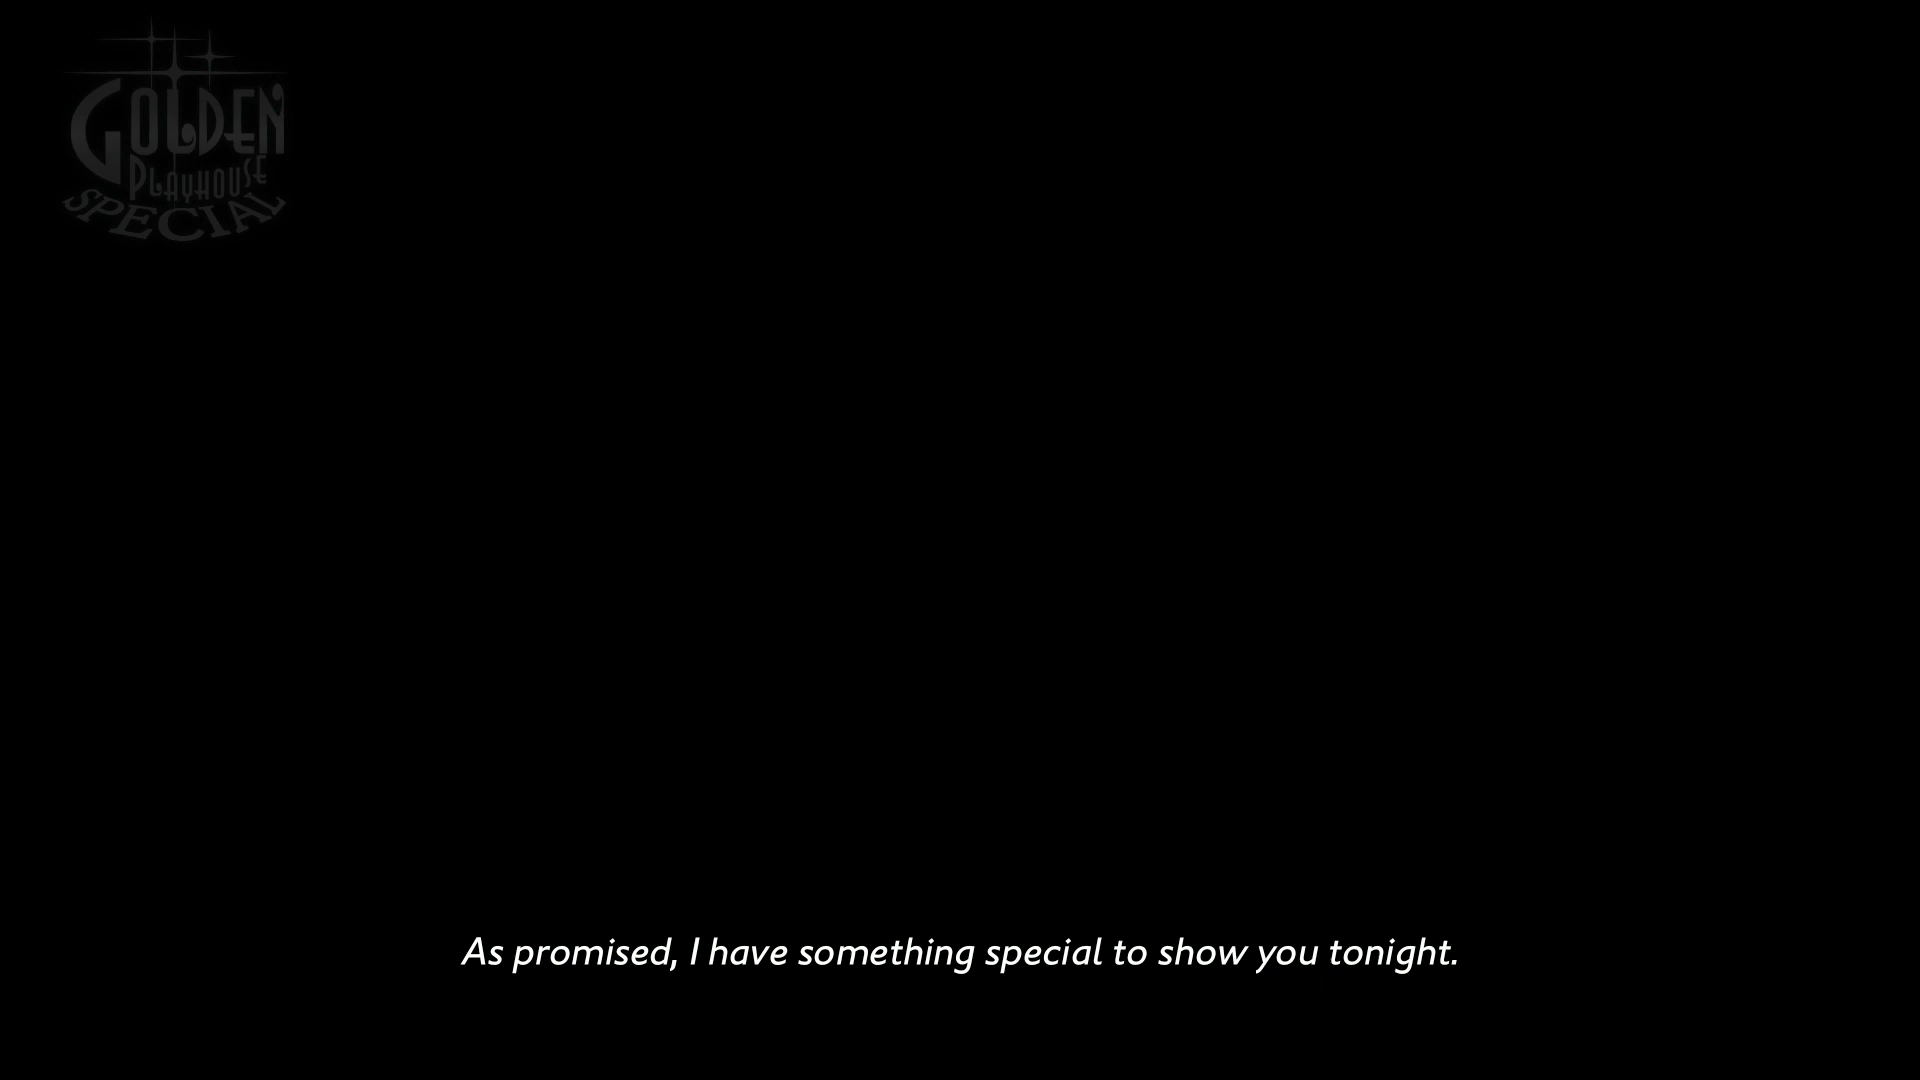 GOLDEN
PLAYHOUSE
SPECIAL
As promised, I have something special to show you tonight.